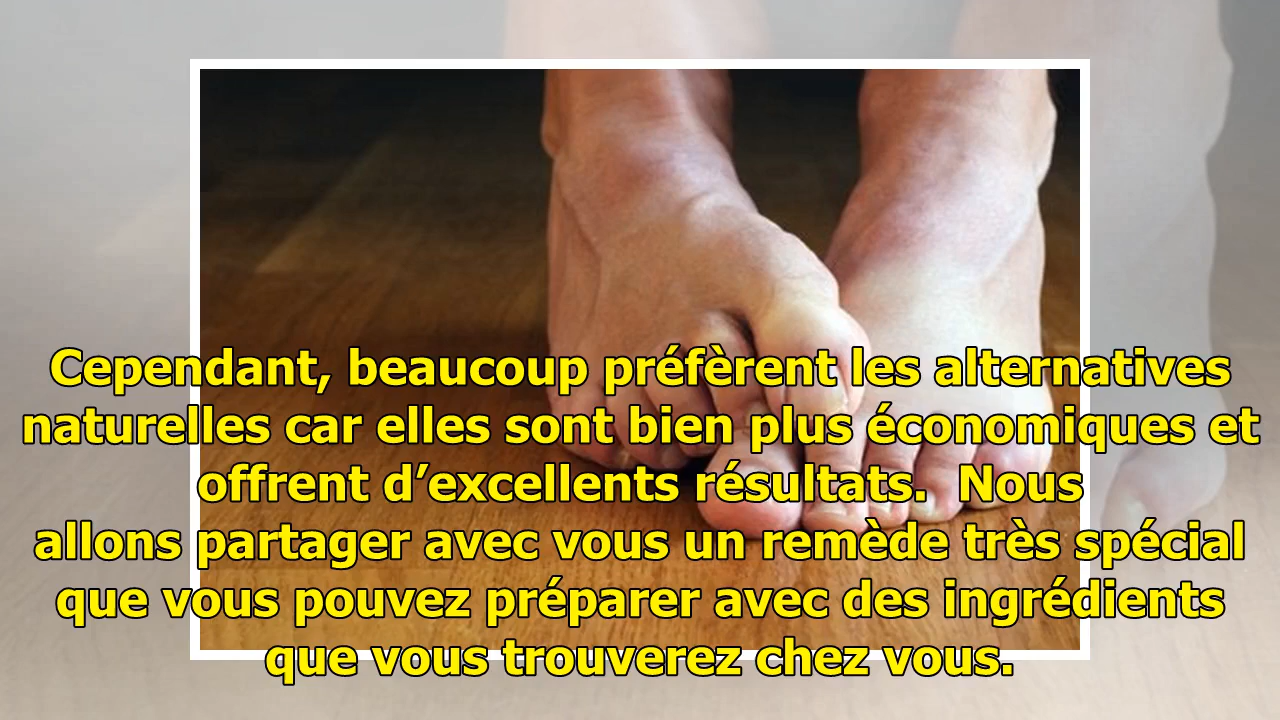 Cependant, beaucoup préfèrent les alternatives
naturelles car elles sont bien plus économiques et
offrent d’excellents résultats.  Nous
allons partager avec vous un remède très spécial
que vous pouvez préparer avec des ingrédients
que vous trouverez chez vous.